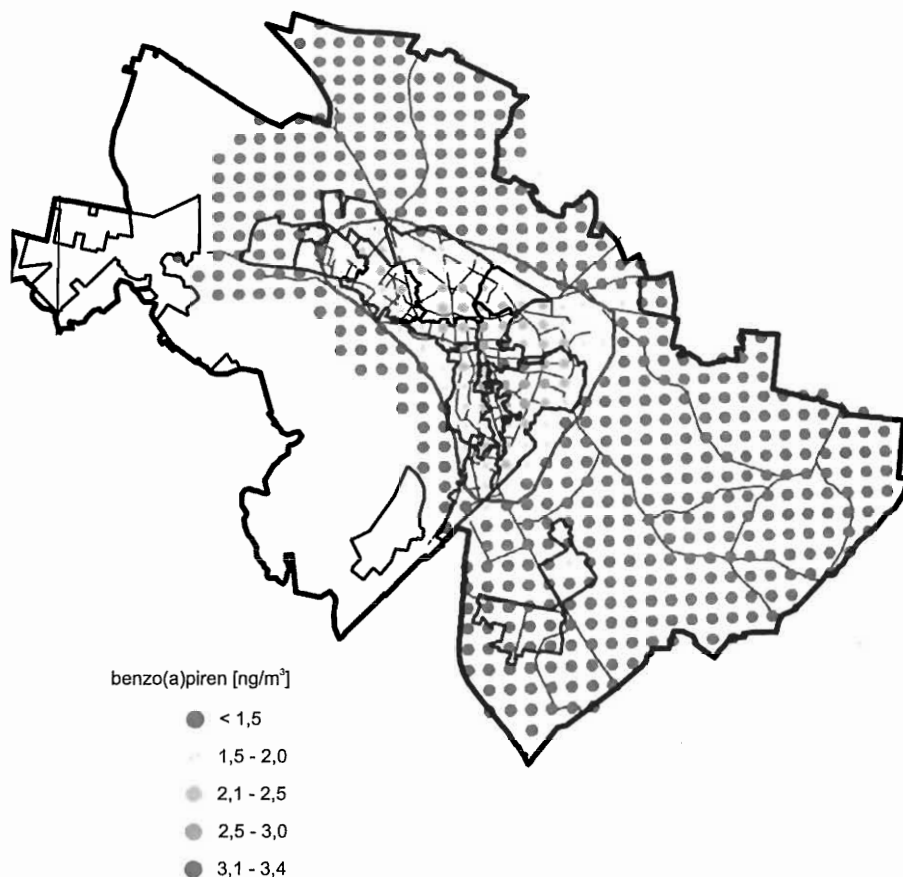 benzo(a)piren [ng/m³]
< 1,5
1,5 - 2,0
2,1 - 2,5
2,5 - 3,0
3,1 - 3,4